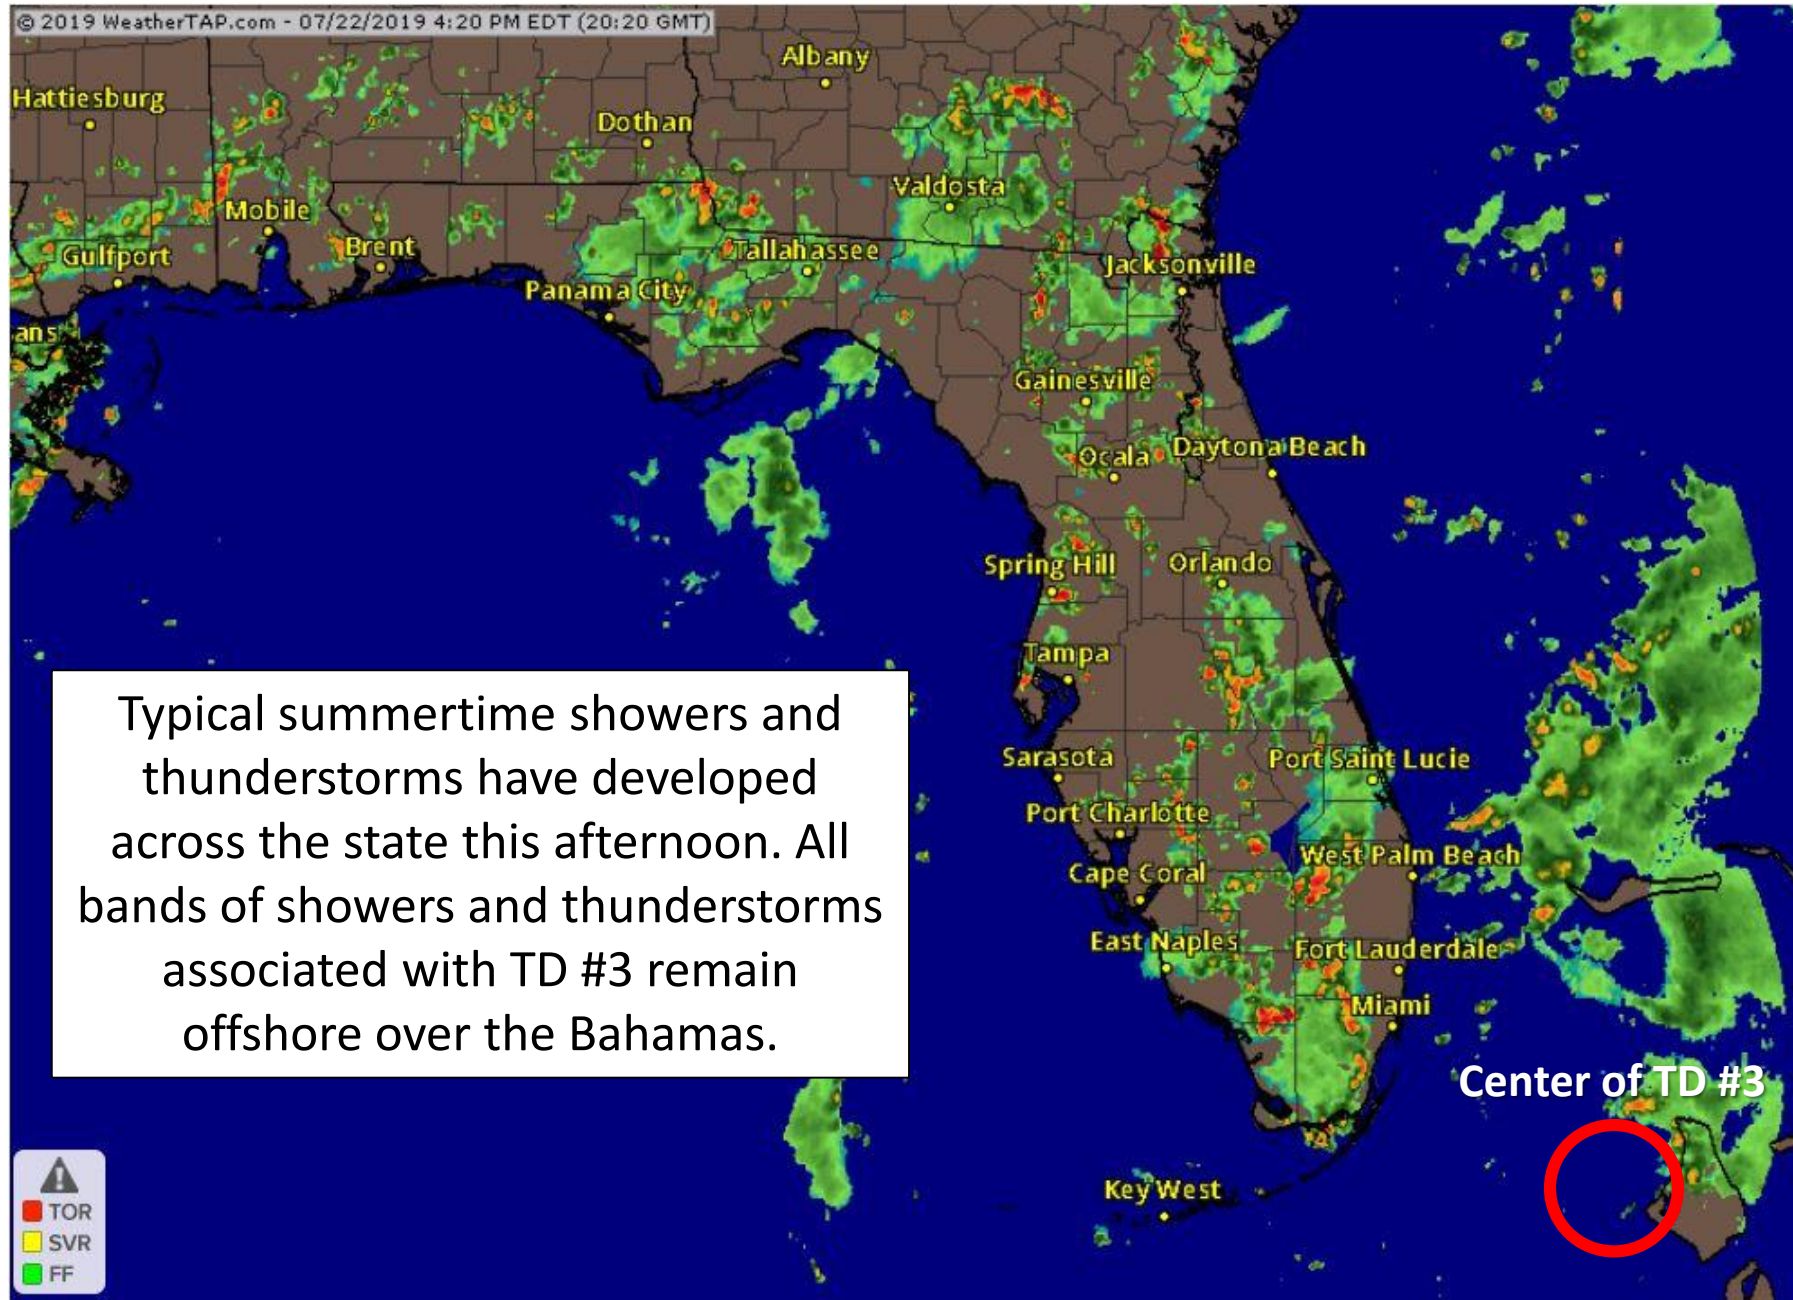 © 2019 WeatherTAP.com - 07/22/2019 4:20 PM EDT (20:20 GMT)
Albany
Hattiesburg
Dothan
Valdosta
Mobile
Brent
Tallahassee
Gulfport
Jacksonville
Panama City
ans
Gainesville
Daytona Beach
Ocala
Spring Hill
Orlando
Tampa
Typical summertime showers and
thunderstorms have developed
across the state this afternoon. All
bands of showers and thunderstorms
associated with TD #3 remain
offshore over the Bahamas.
Sarasota
Port Saint Lucie
Port Charlotte
West Palm Beach
Cape Coral
East Naples
Fort Lauderdale
Miami
Center of TD #3
Key West
TOR
SVR
FF